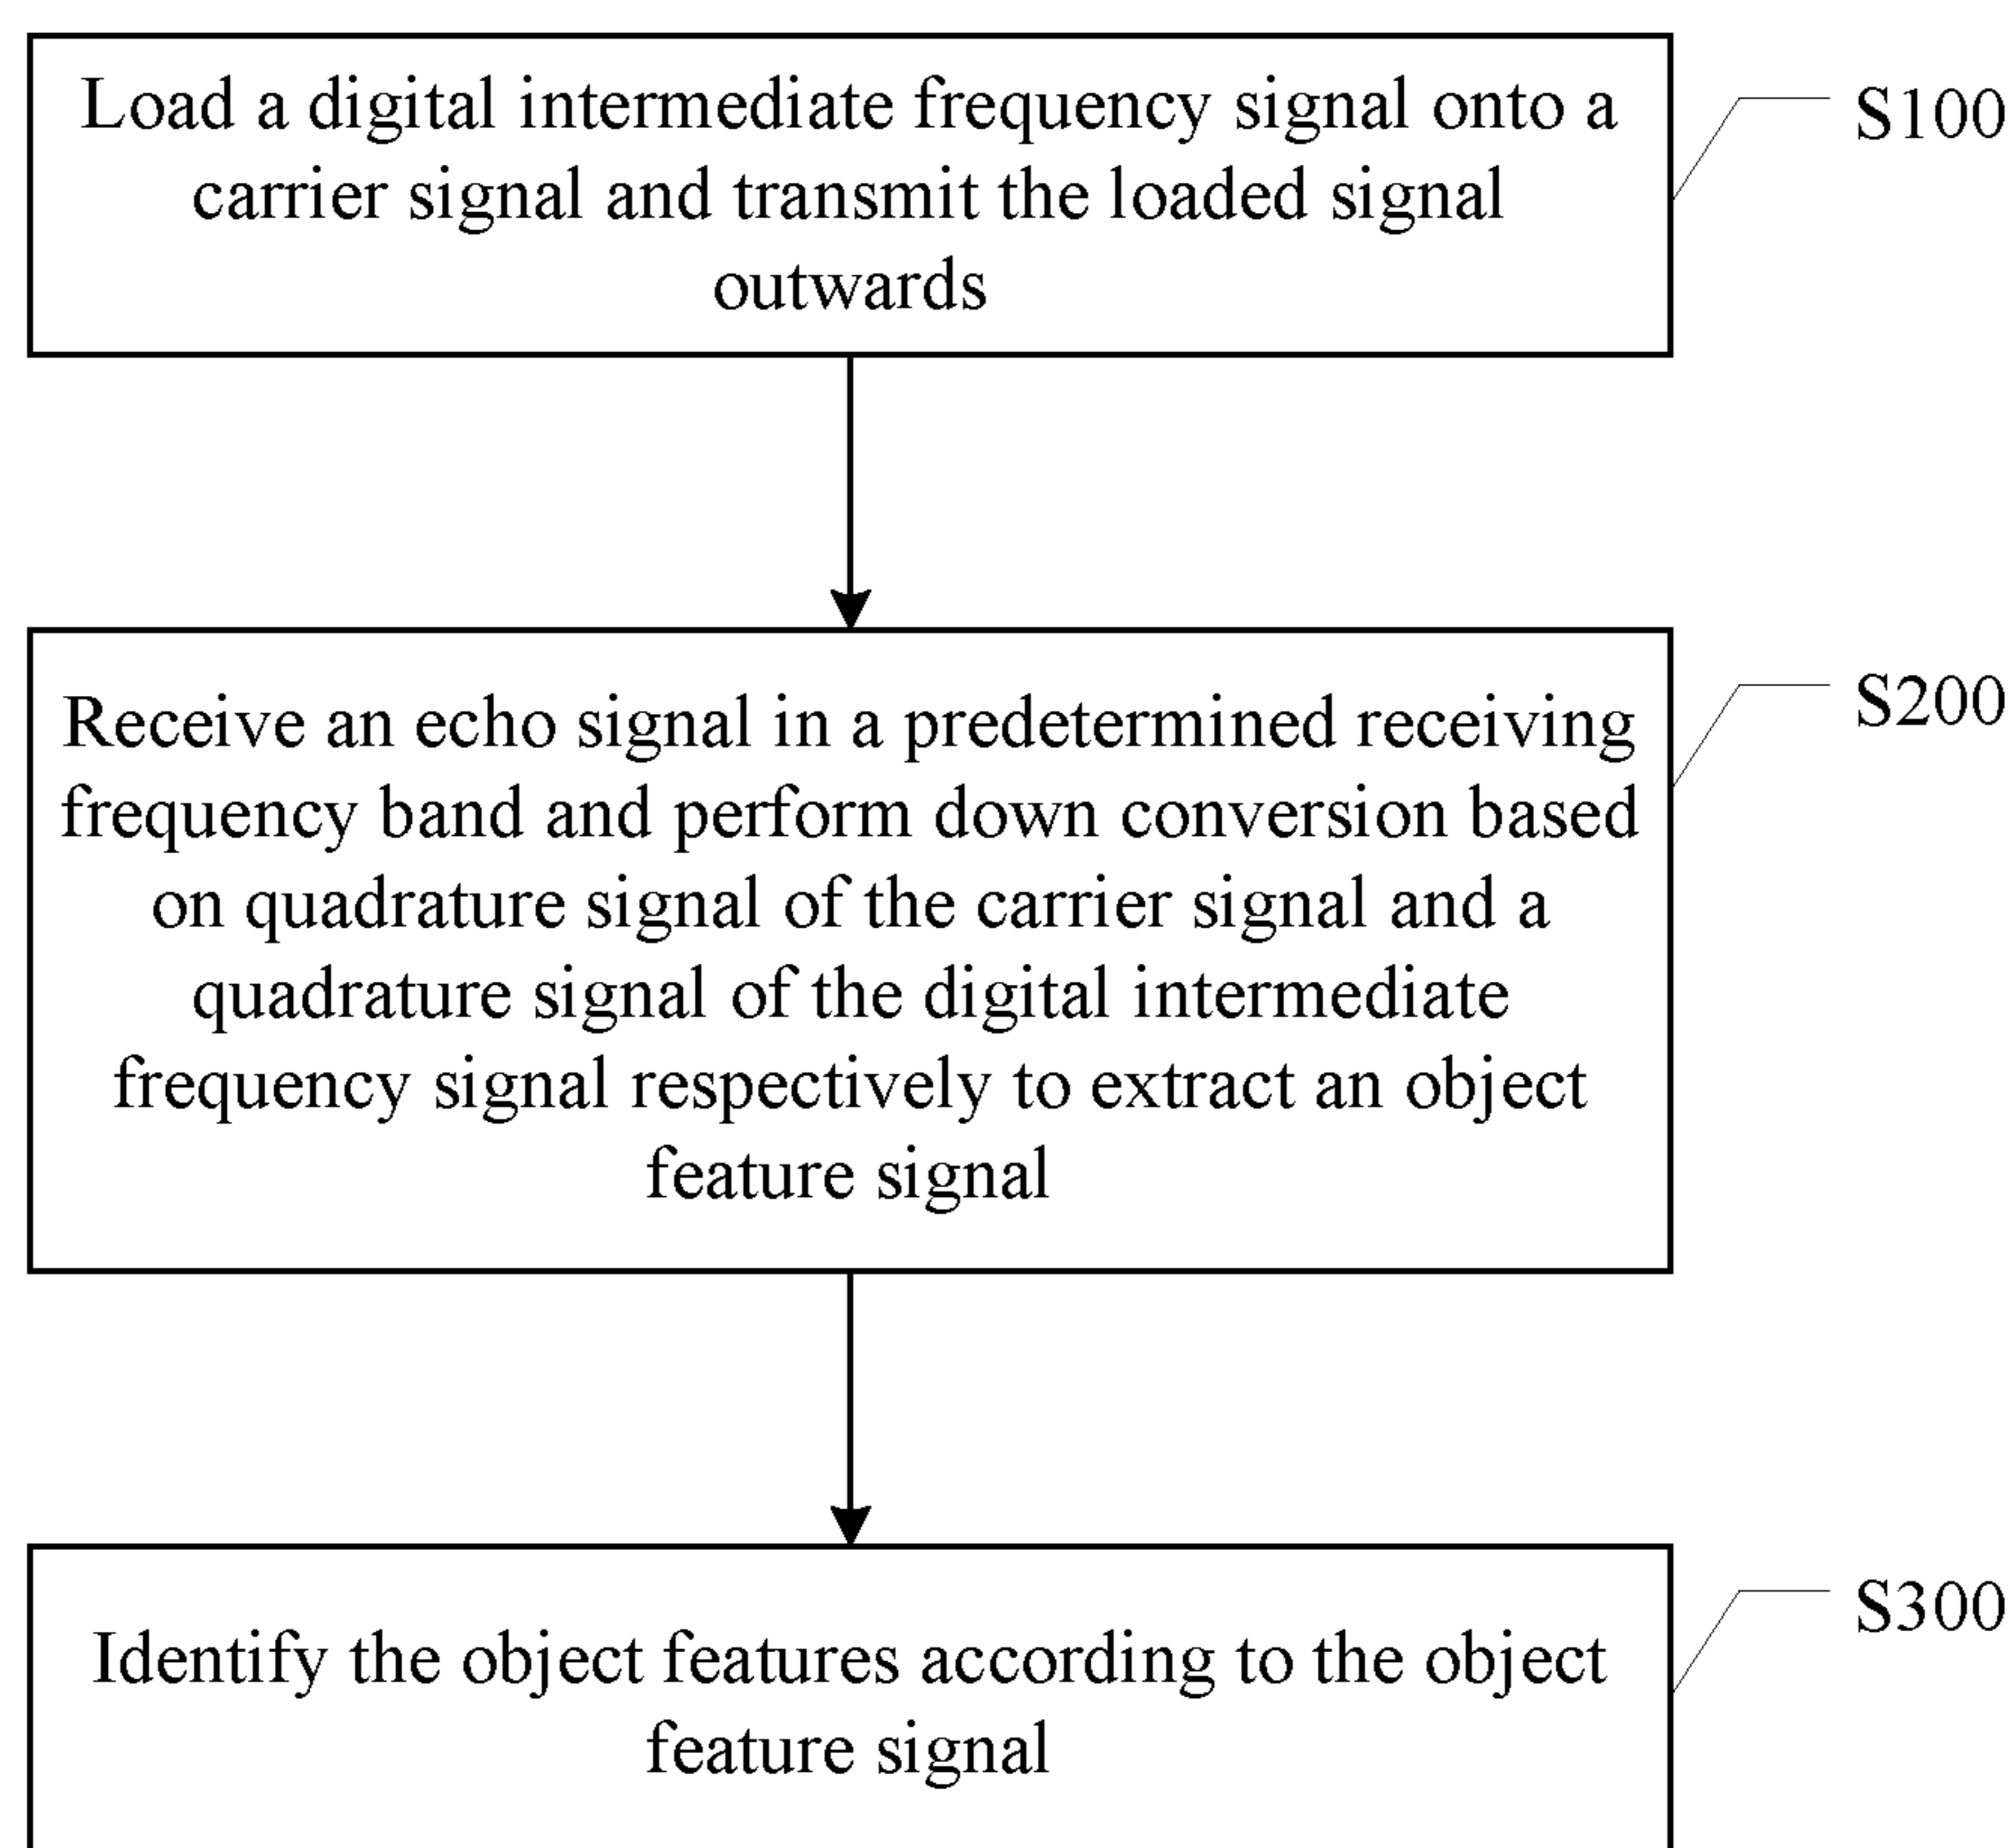 Load a digital intermediate frequency signal onto a
carrier signal and transmit the loaded signal
outwards
S100
Receive an echo signal in a predetermined receiving
frequency band and perform down conversion based
on quadrature signal of the carrier signal and a
quadrature signal of the digital intermediate
frequency signal respectively to extract an object
feature signal
S200
Identify the object features according to the object
feature signal
S300